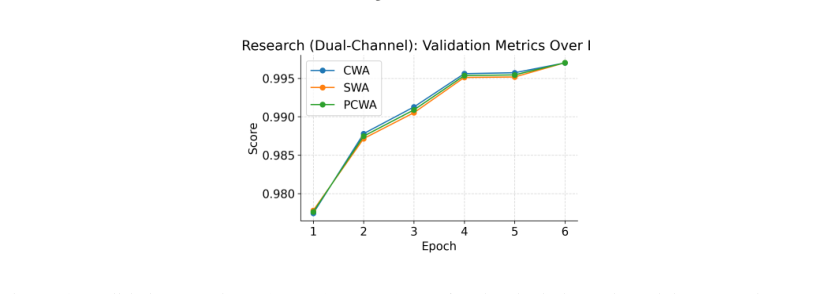 Research (Dual-Channel): Validation Metrics Over
CWA
SWA
PCWA
0.995
0.990
0.985
0.980
Score
1 2 3 4 5 6
Epoch